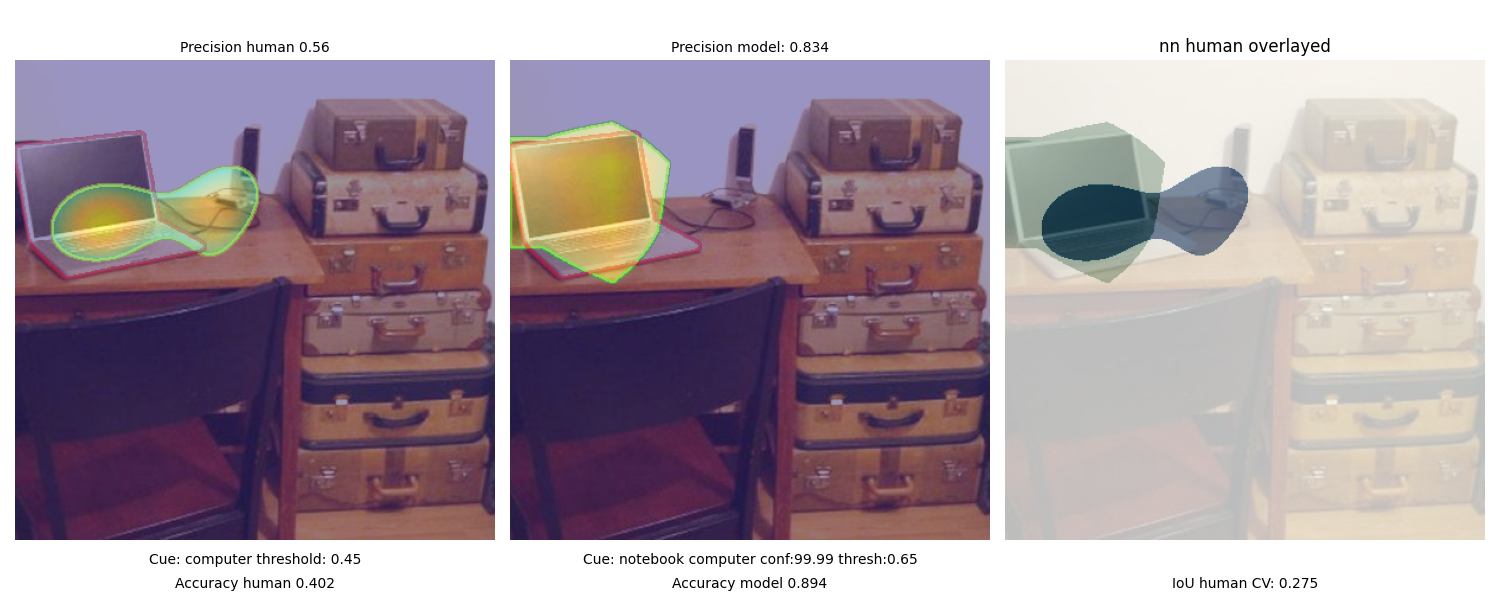 Precision human 0.56
Precision model: 0.834
nn human overlayed
Cue: computer threshold: 0.45
Accuracy human 0.402
Cue: notebook computer conf:99.99 thresh:0.65
Accuracy model 0.894
IoU human CV: 0.275